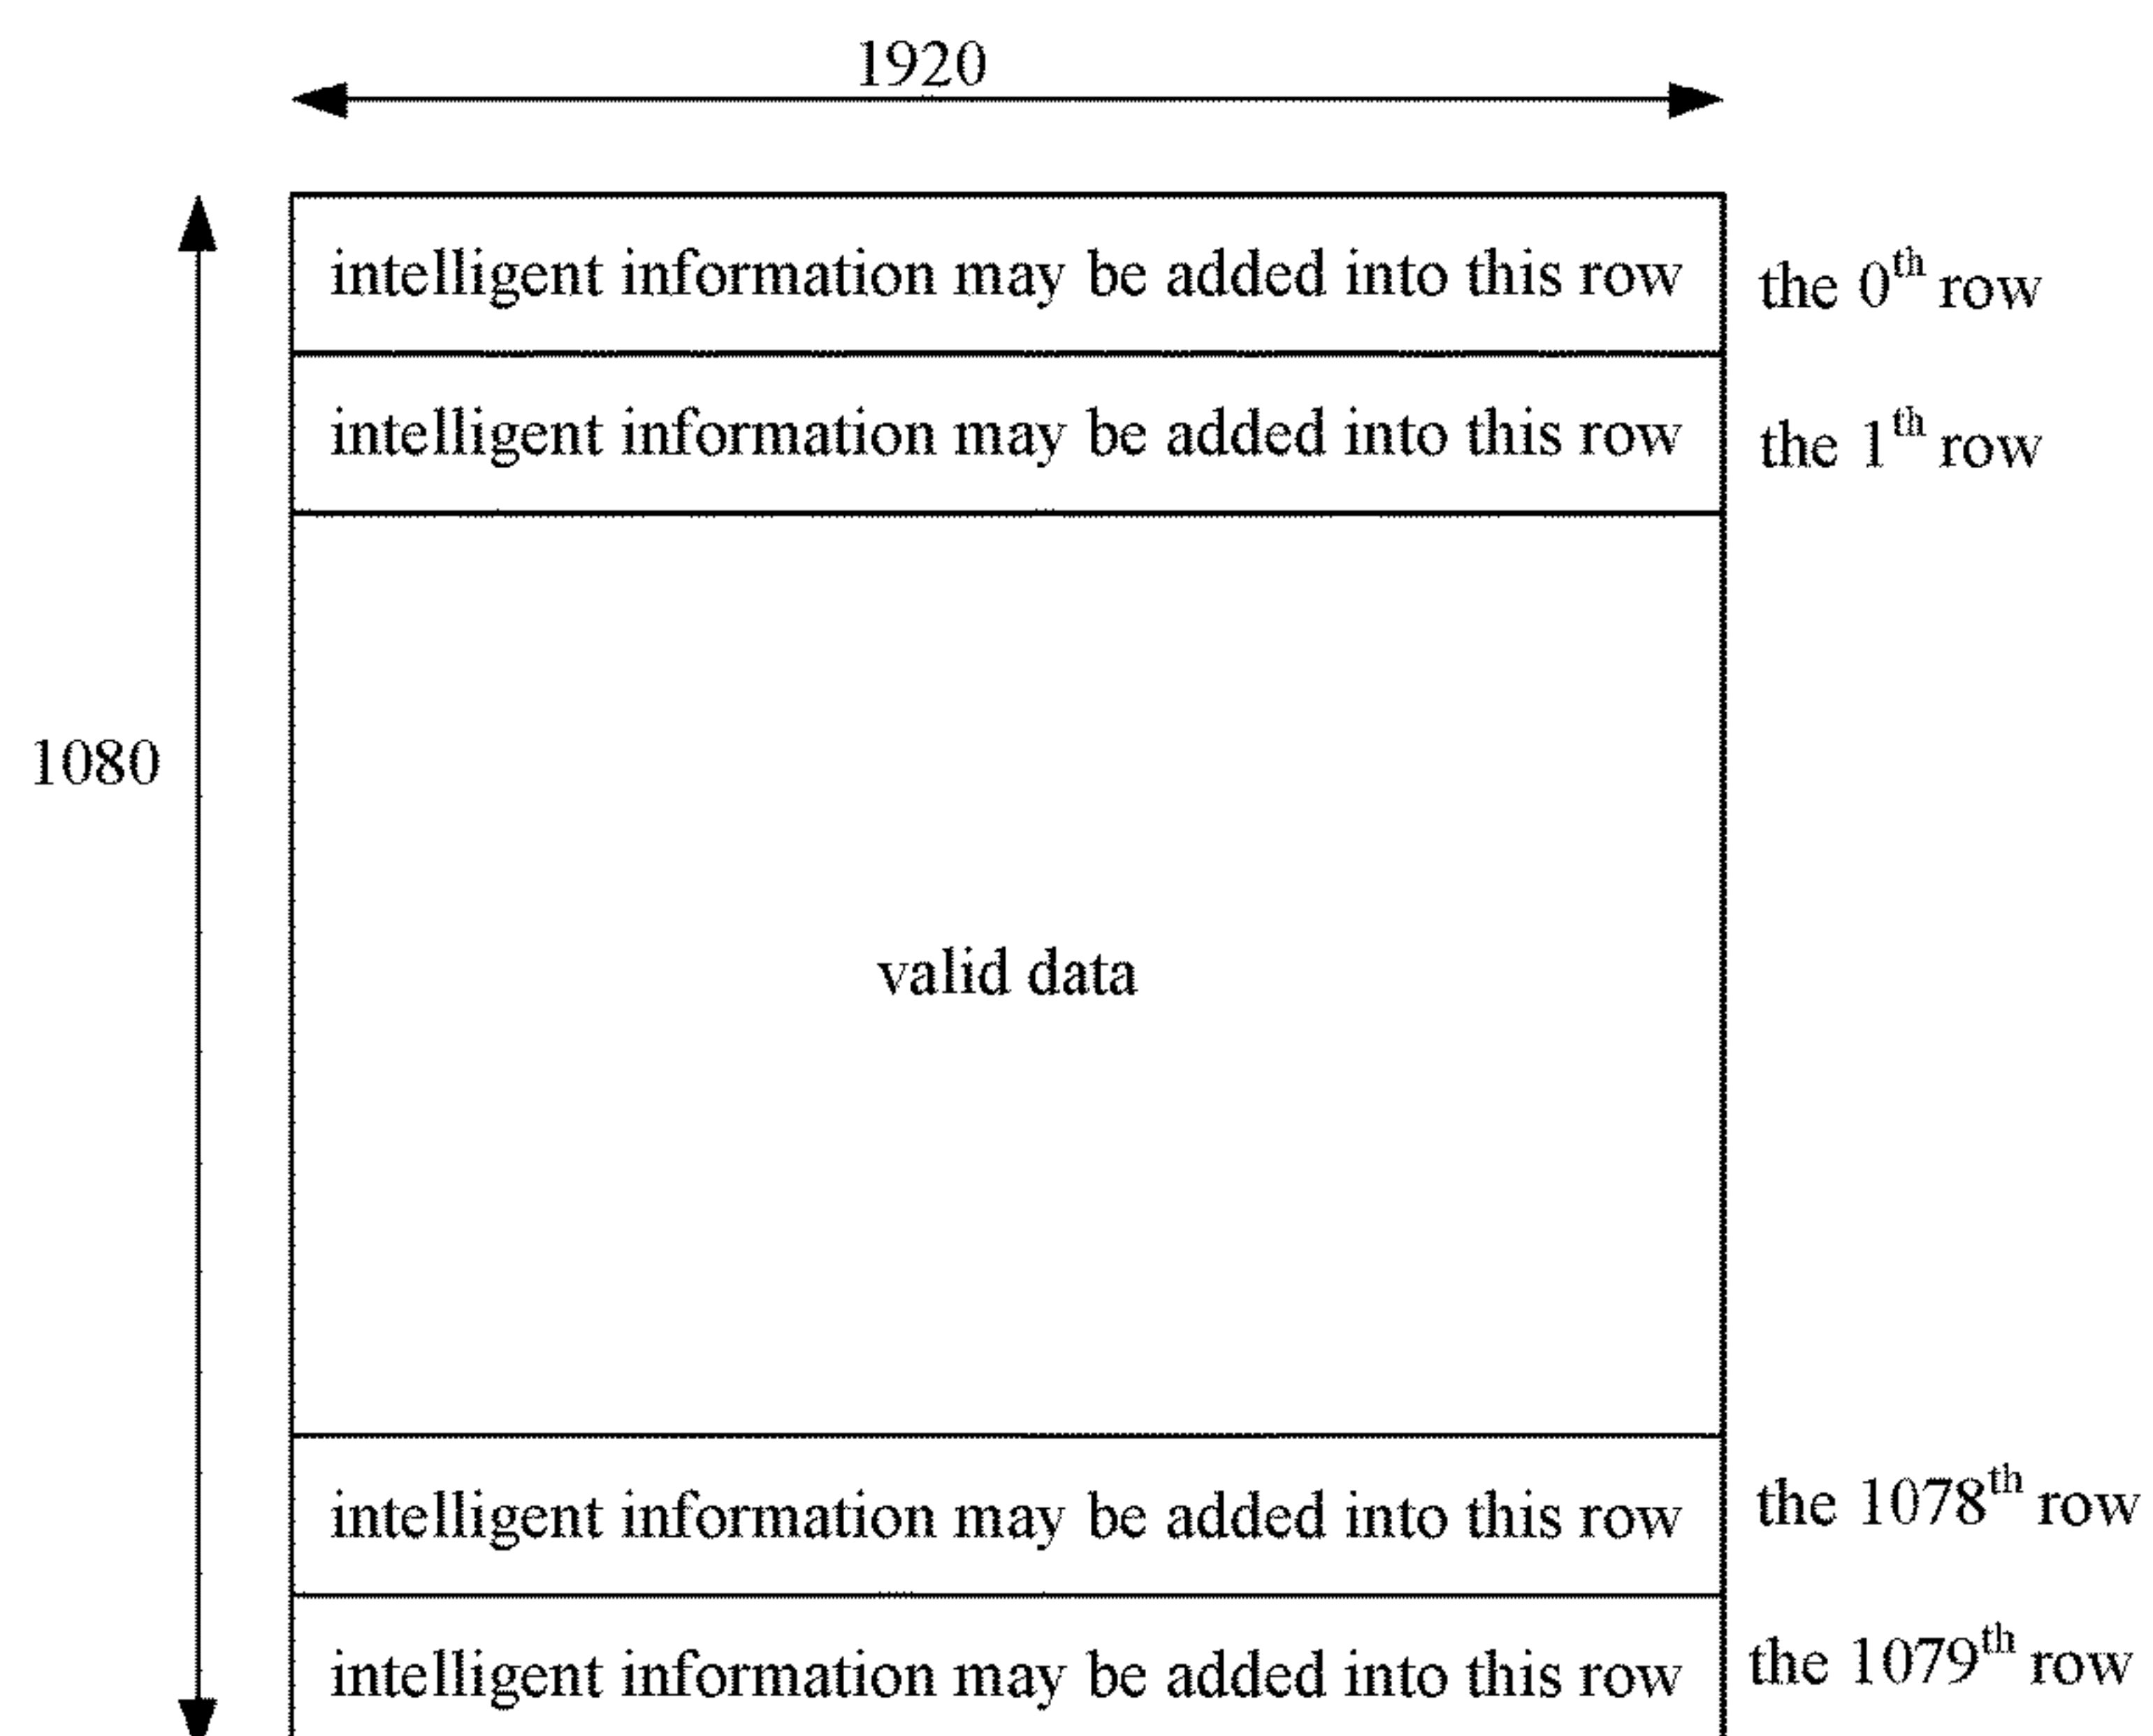 1920
intelligent information may be added into this row the 0th row
intelligent information may be added into this row the 1th row
1080
valid data
intelligent information may be added into this row the 1078th row
intelligent information may be added into this row the 1079th row